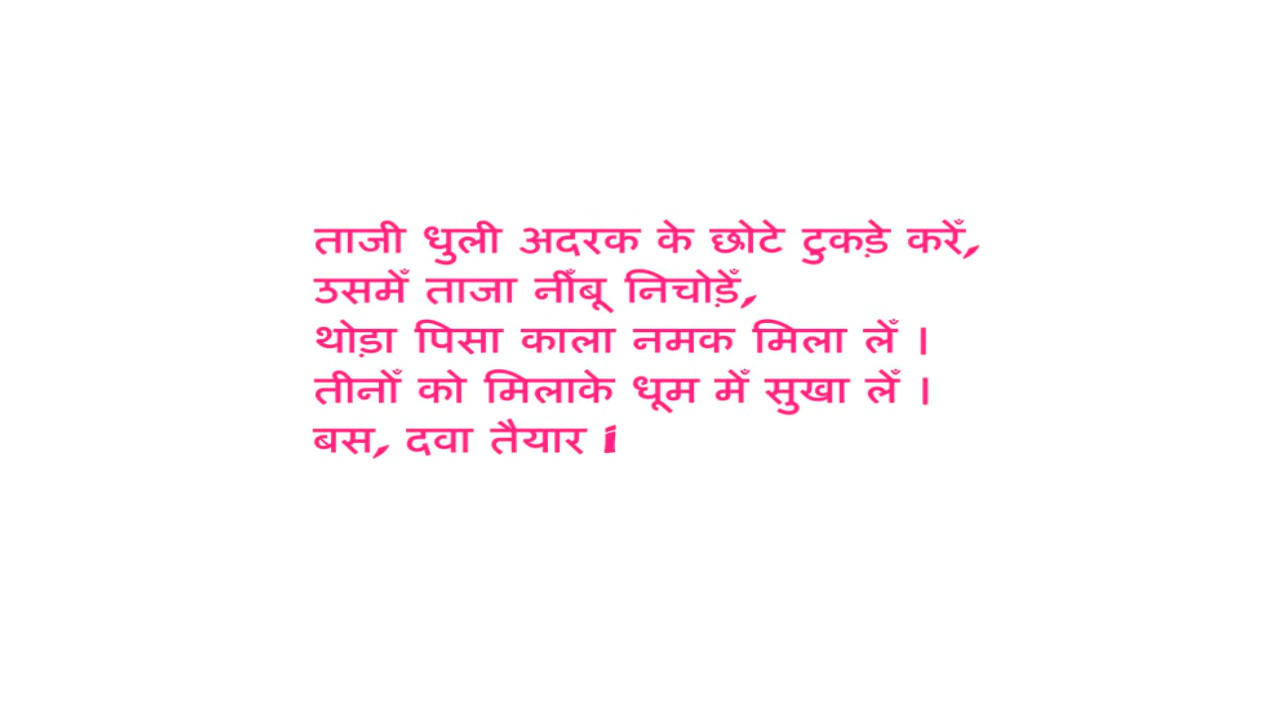 ताजी धुली अदरक के छोटे टुकड़े करेँ,
उसमेँ ताजा नीँबू निचोड़ेँ,
थोड़ा पिसा काला नमक मिला लेँ ।
तीनोँ को मिलाके धूम मेँ सुखा लेँ ।
बस, दवा तैयार í